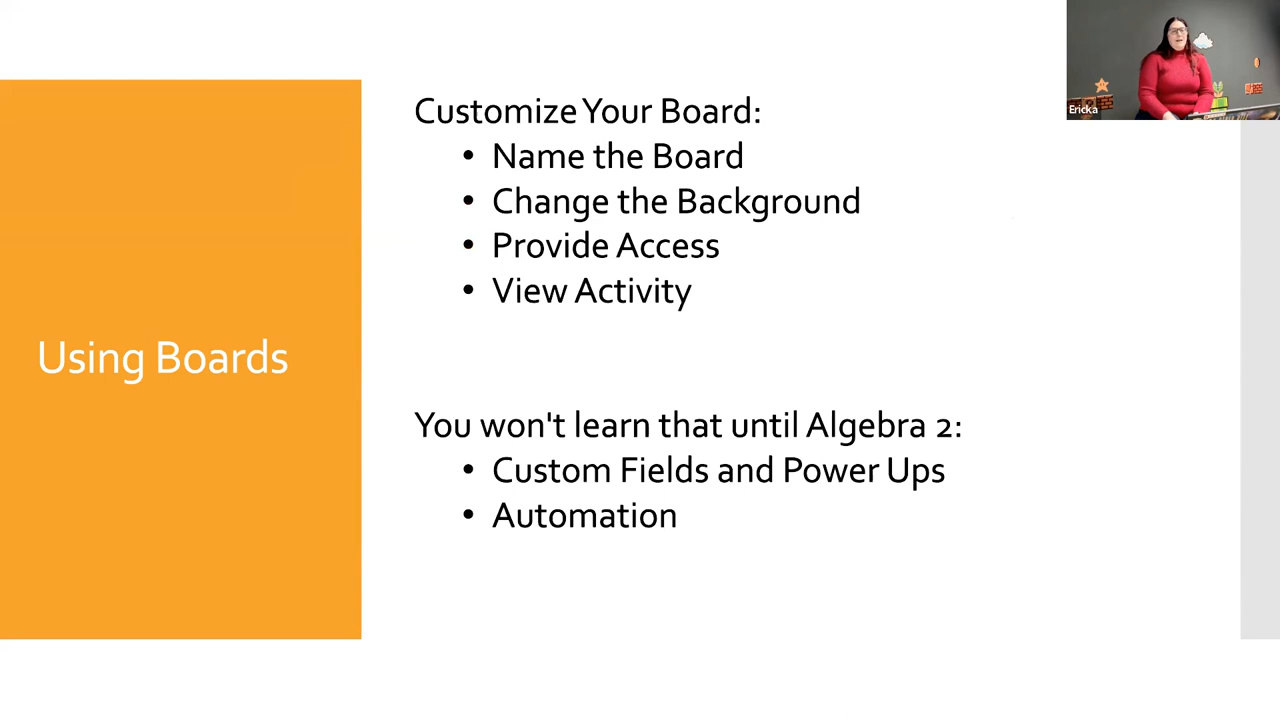 Using Boards
Customize Your Board:
• Name the Board
• Change the Background
• Provide Access
• View Activity
You won't learn that until Algebra 2:
• Custom Fields and Power Ups
• Automation
Ericka